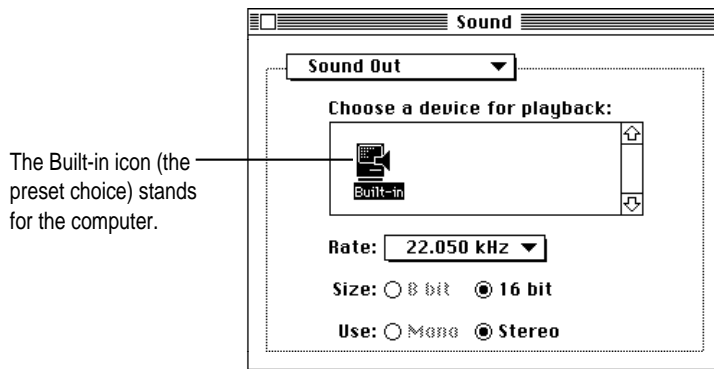 Sound
Sound Out
Choose a device for playback:
The Built-in icon (the
preset choice) stands
for the computer.
Built-in
Rate: 22.050 kHz
Size: 8 bit 16 bit
Use: Mono Stereo